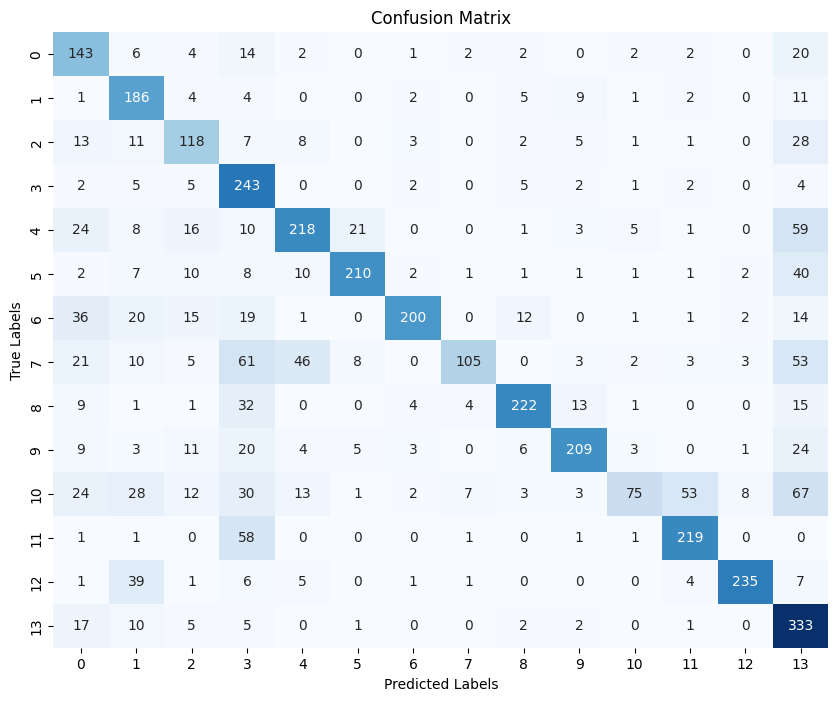 Confusion Matrix
0 143 6 4 14 2 0 1 2 2 0 2 2 0 20
1 1 186 4 4 0 0 2 0 5 9 1 2 0 11
2 13 11 118 7 8 0 3 0 2 5 1 1 0 28
3 2 5 5 243 0 0 2 0 5 2 1 2 0 4
4 24 8 16 10 218 21 0 0 1 3 5 1 0 59
5 2 7 10 8 10 210 2 1 1 1 1 1 2 40
6 36 20 15 19 1 0 200 0 12 0 1 1 2 14
7 21 10 5 61 46 8 0 105 0 3 2 3 3 53
8 9 1 1 32 0 0 4 4 222 13 1 0 0 15
9 9 3 11 20 4 5 3 0 6 209 3 0 1 24
10 24 28 12 30 13 1 2 7 3 3 75 53 8 67
11 1 1 0 58 0 0 0 1 0 1 1 219 0 0
12 1 39 1 6 5 0 1 1 0 0 0 4 235 7
13 17 10 5 5 0 1 0 0 2 2 0 1 0 333
0 1 2 3 4 5 6 7 8 9 10 11 12 13
Predicted Labels
True Labels